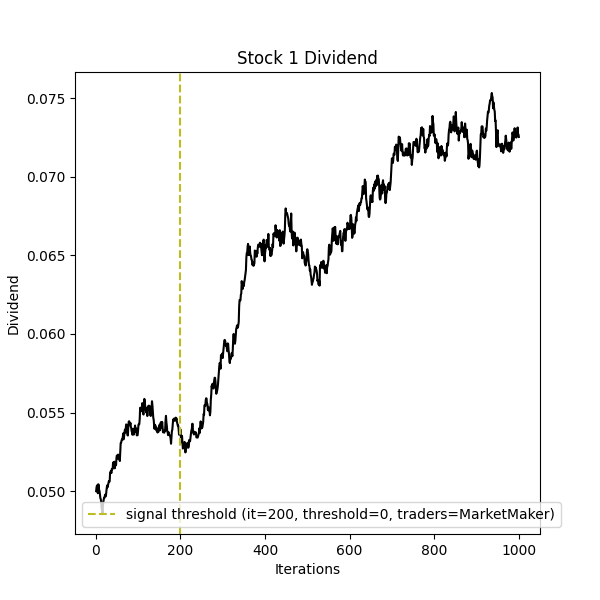 Stock 1 Dividend
0.075
0.070
0.065
0.060
0.055
0.050
Dividend
signal threshold (it=200, threshold=0, traders=MarketMaker)
0 200 400 600 800 1000
Iterations